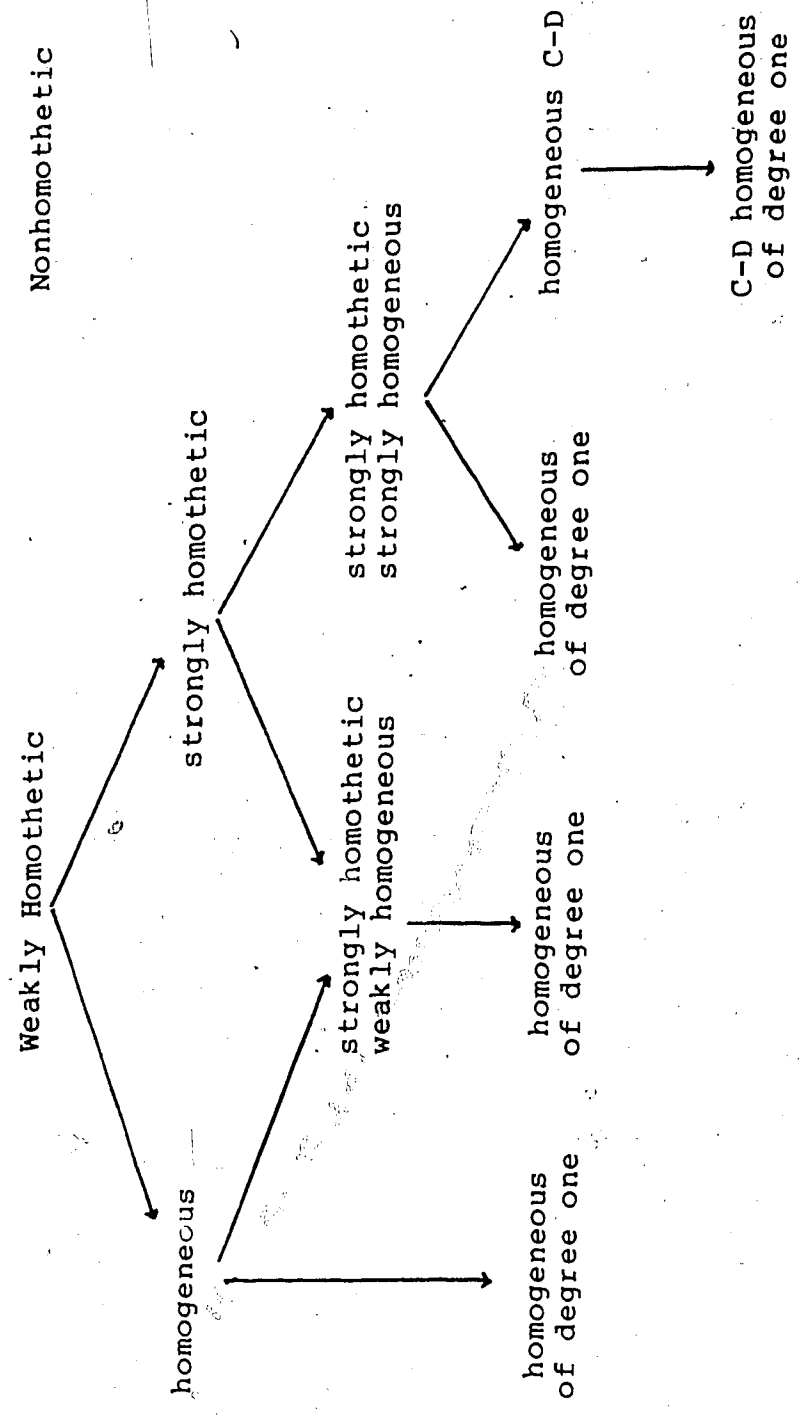 Weakly Homothetic
Nonhomothetic
homogeneous
strongly homothetic
strongly homothetic
weakly homogeneous
strongly homothetic
strongly homogeneous
homogeneous
of degree one
homogeneous
of degree one
homogeneous
of degree one
homogeneous C-D
C-D homogeneous
of degree one